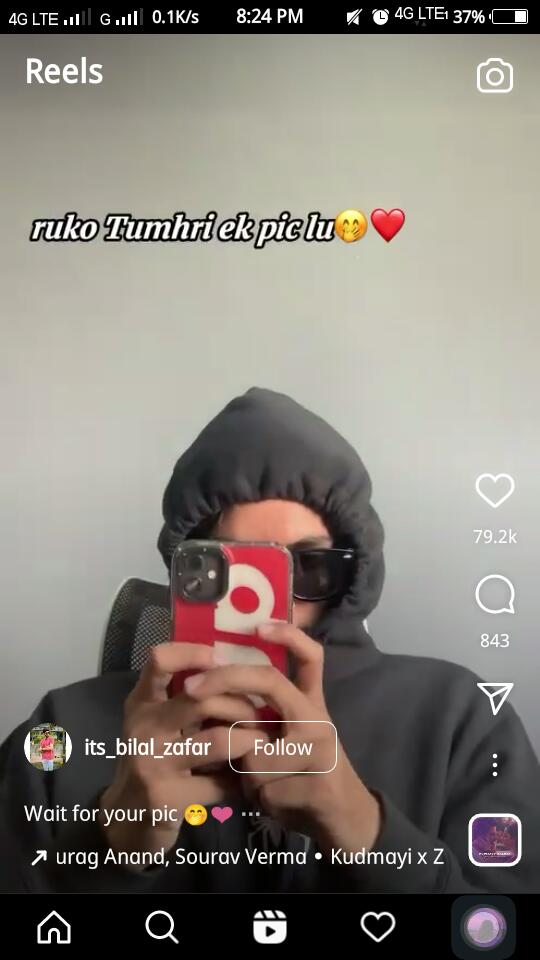 4G LTE G 0.1K/s 8:24 PM 4G LTE 37%
Reels
ruko Tumhri ek pic lu🤭❤️
79.2k
843
its_bilal_zafar Follow
Wait for your pic 🤭❤️ ...
urag Anand, Sourav Verma • Kudmayi x Z